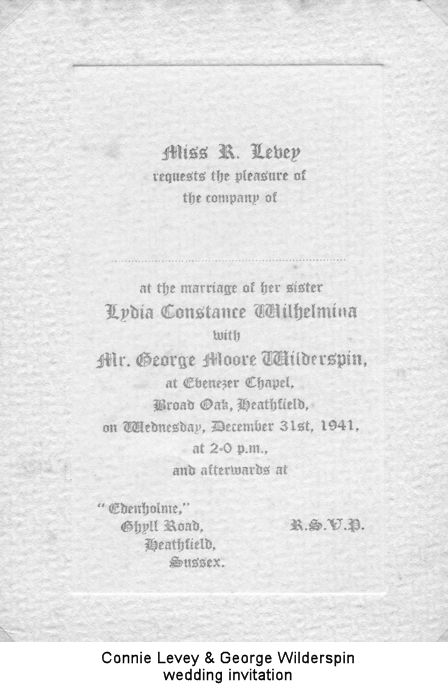 Miss R. Levey
requests the pleasure of
the company of
at the marriage of her sister
Lydia Constance Wilhelmina
with
Mr. George Moore Wilderspin,
at Ebenezer Chapel,
Broad Oak, Heathfield,
on Wednesday, December 31st, 1941,
at 2-0 p.m.,
and afterwards at
"Edenholme,"
Ghyll Road, R.S.V.P.
Heathfield,
Sussex.
Connie Levey & George Wilderspin
wedding invitation